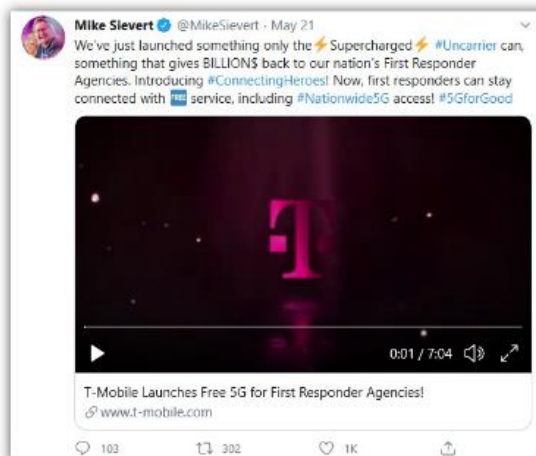 Mike Sievert @MikeSievert · May 21
We've just launched something only the ⚡Supercharged⚡ #Uncarrier can,
something that gives BILLION$ back to our nation's First Responder
Agencies. Introducing #ConnectingHeroes! Now, first responders can stay
connected with 🆓 service, including #Nationwide5G access! #5GforGood
T
0:01 / 7:04
T-Mobile Launches Free 5G for First Responder Agencies!
www.t-mobile.com
103 302 1K